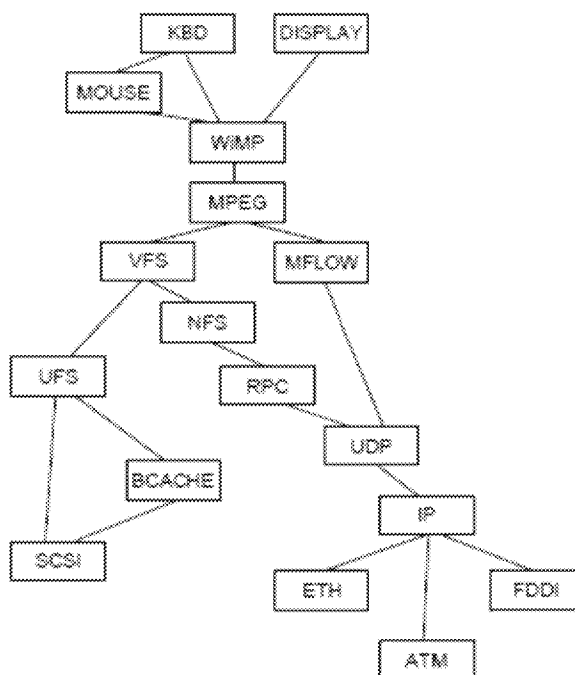 KBD
DISPLAY
MOUSE
WIMP
MPEG
VFS
MFLOW
NFS
UFS
RPC
UDP
BCACHE
IP
SCSI
ETH
FDDI
ATM